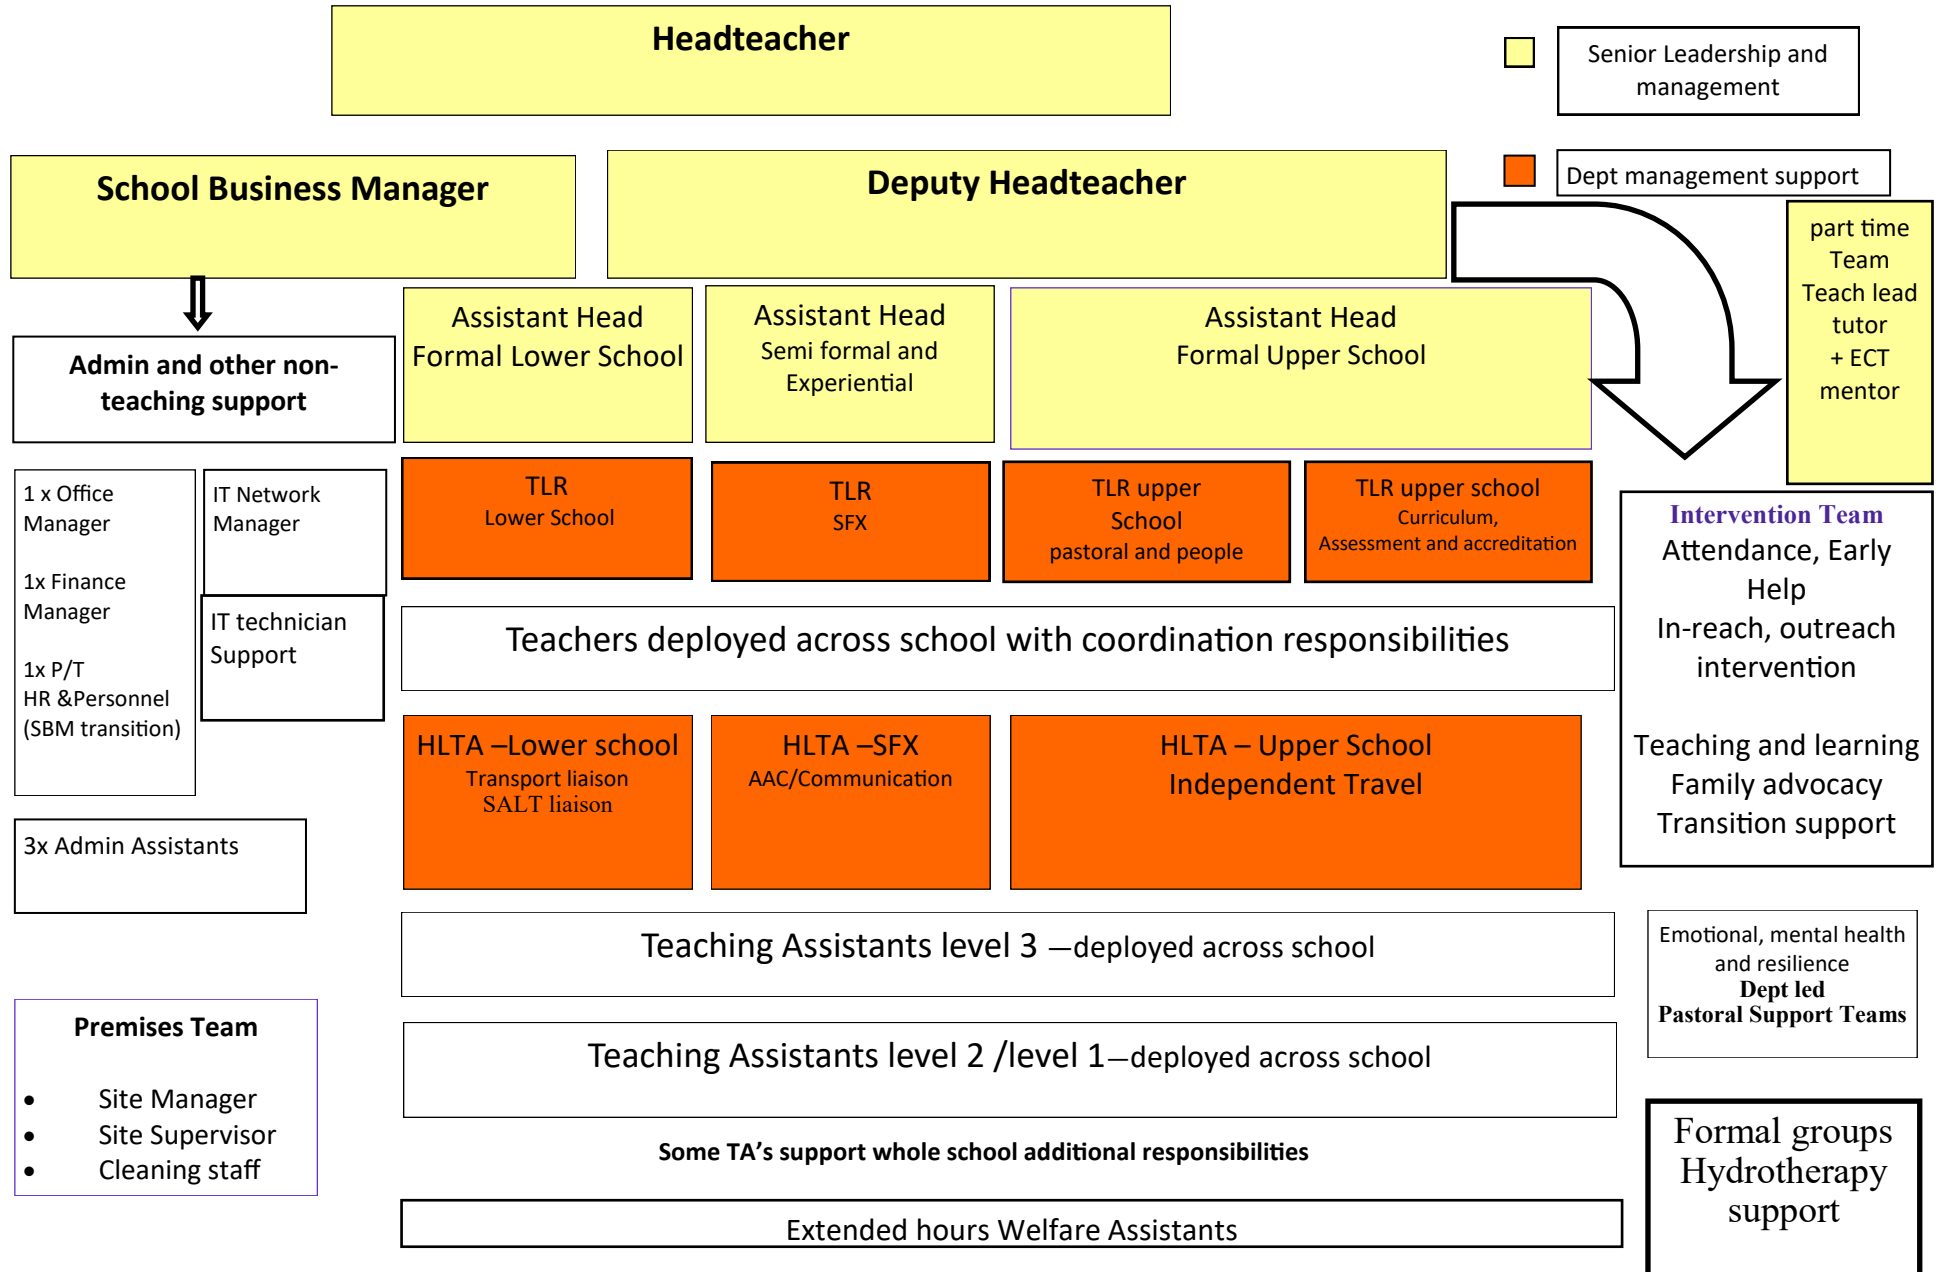 Headteacher
Senior Leadership and
management
Dept management support
School Business Manager
Deputy Headteacher
part time
Team
Teach lead
tutor
+ ECT
mentor
Admin and other non-
teaching support
Assistant Head
Formal Lower School
Assistant Head
Semi formal and
Experiential
Assistant Head
Formal Upper School
1 x Office
Manager
1x Finance
Manager
1x P/T
HR &Personnel
(SBM transition)
IT Network
Manager
IT technician
Support
TLR
Lower School
TLR
SFX
TLR upper
School
pastoral and people
TLR upper school
Curriculum,
Assessment and accreditation
Intervention Team
Attendance, Early
Help
In-reach, outreach
intervention
Teaching and learning
Family advocacy
Transition support
Teachers deployed across school with coordination responsibilities
HLTA –Lower school
Transport liaison
SALT liaison
HLTA –SFX
AAC/Communication
HLTA – Upper School
Independent Travel
3x Admin Assistants
Teaching Assistants level 3 —deployed across school
Emotional, mental health
and resilience
Dept led
Pastoral Support Teams
Premises Team
• Site Manager
• Site Supervisor
• Cleaning staff
Teaching Assistants level 2 /level 1—deployed across school
Some TA’s support whole school additional responsibilities
Formal groups
Hydrotherapy
support
Extended hours Welfare Assistants